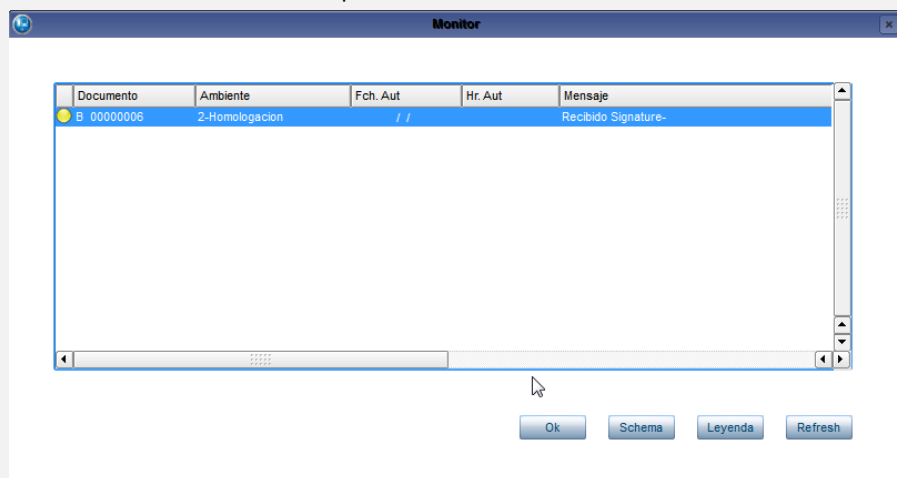 Monitor
Documento Ambiente Fch. Aut Hr. Aut Mensaje
B 00000006 2-Homologacion / / Recibido Signature-
Ok Schema Leyenda Refresh